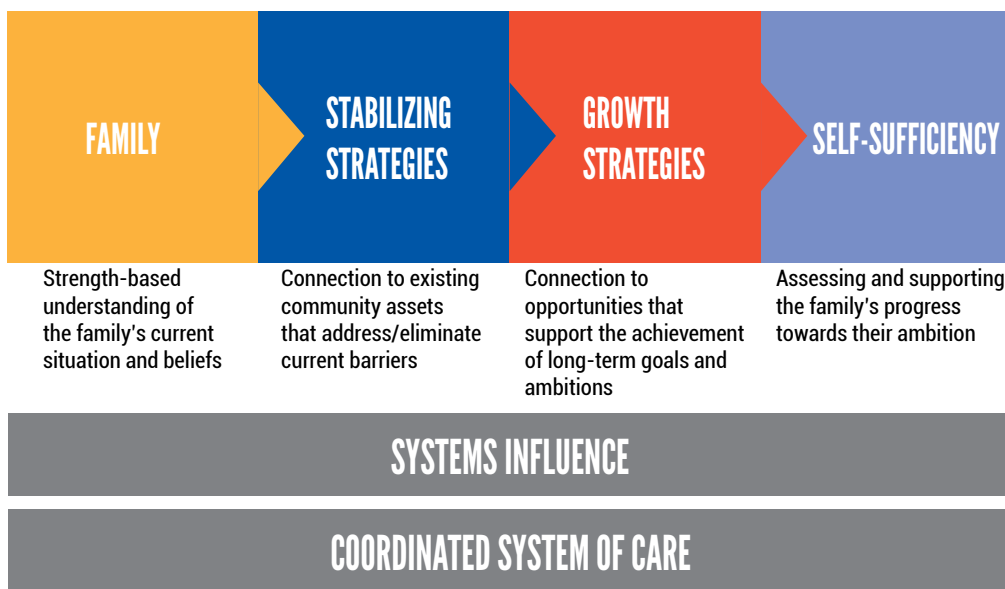 FAMILY
STABILIZING
STRATEGIES
GROWTH
STRATEGIES
SELF-SUFFICIENCY
Strength-based
understanding of
the family's current
situation and beliefs
Connection to existing
community assets
that address/eliminate
current barriers
Connection to
opportunities that
support the achievement
of long-term goals and
ambitions
Assessing and supporting
the family's progress
towards their ambition
SYSTEMS INFLUENCE
COORDINATED SYSTEM OF CARE